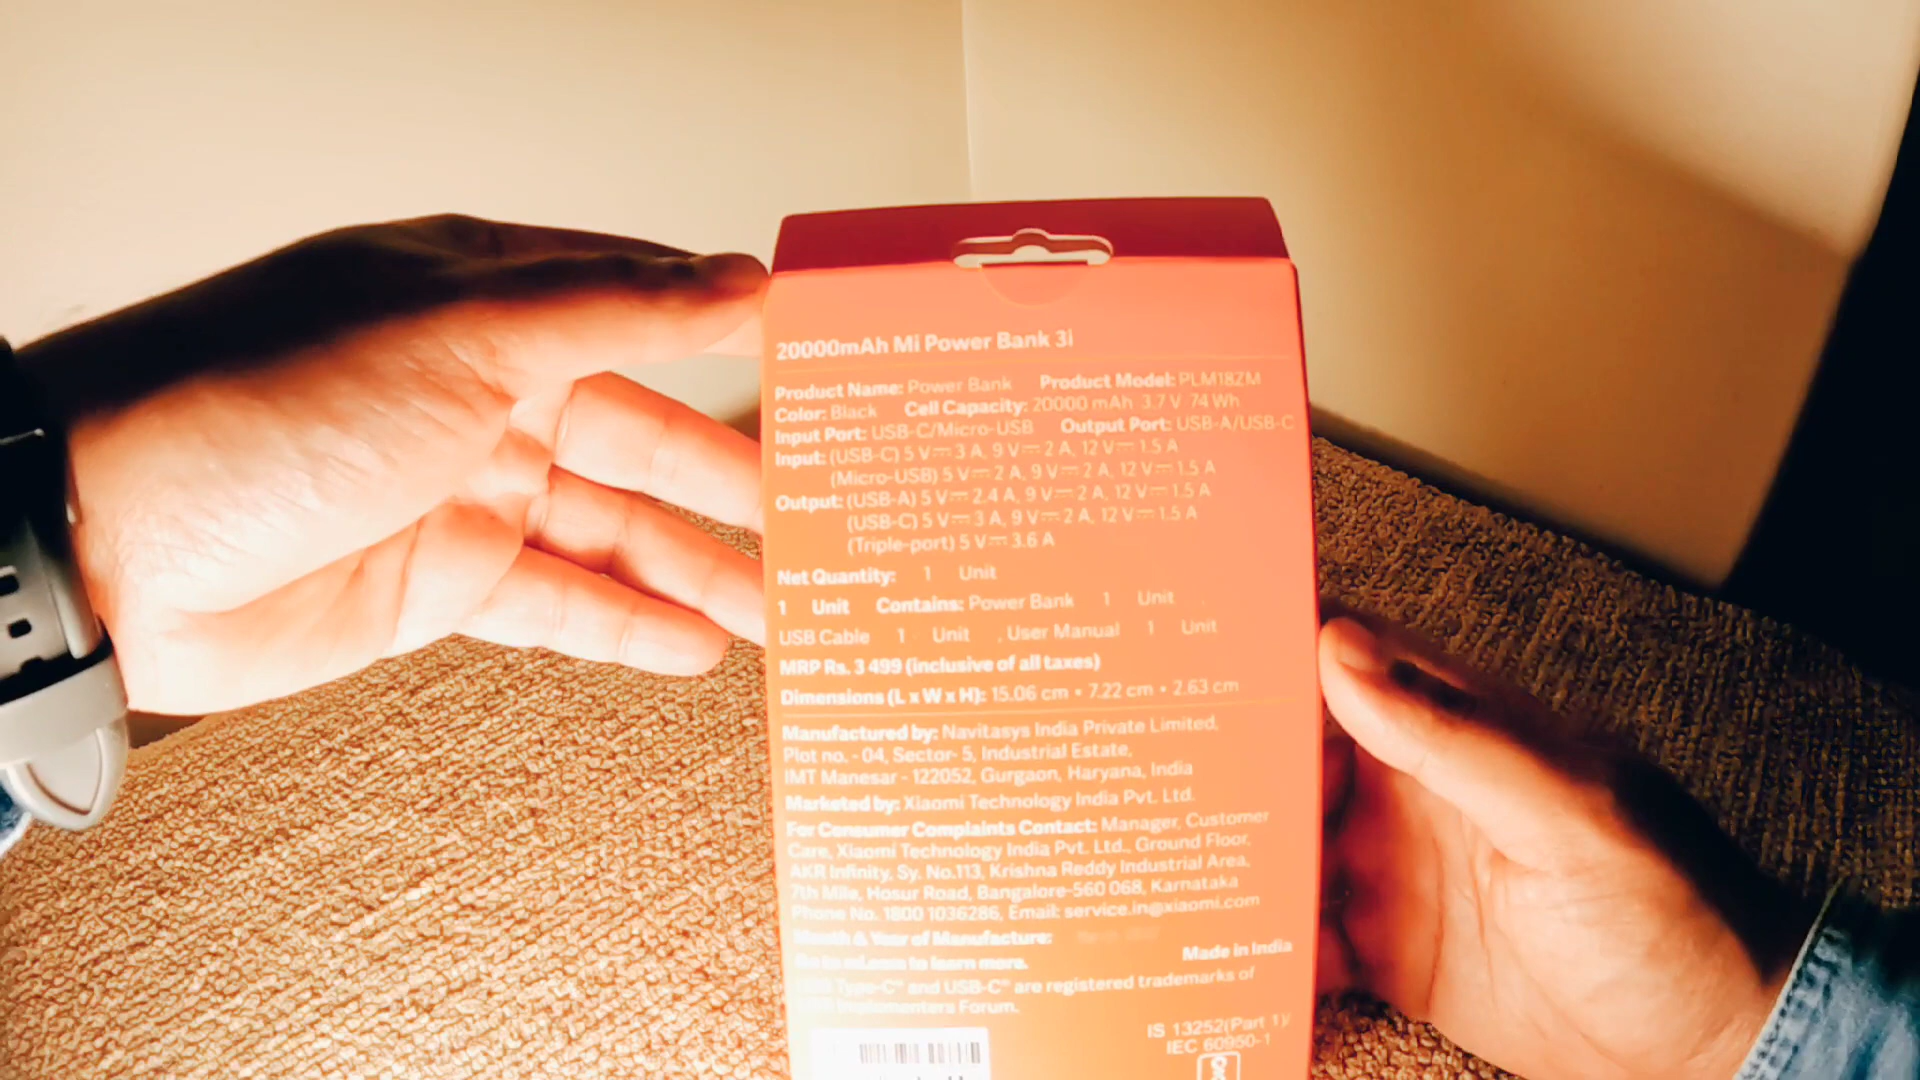 20000mAh Mi Power Bank 3i
Product Name: Power Bank Product Model: PLM18ZM
Color: Black Cell Capacity: 20000 mAh 3.7 V 74 Wh
Input Port: USB-C/Micro-USB Output Port: USB-A/USB-C
Input: (USB-C) 5 V⎓3 A, 9 V⎓2 A, 12 V⎓1.5 A
(Micro-USB) 5 V⎓2 A, 9 V⎓2 A, 12 V⎓1.5 A
Output: (USB-A) 5 V⎓2.4 A, 9 V⎓2 A, 12 V⎓1.5 A
(USB-C) 5 V⎓3 A, 9 V⎓2 A, 12 V⎓1.5 A
(Triple-port) 5 V⎓3.6 A
Net Quantity: 1 Unit
1 Unit Contains: Power Bank 1 Unit
USB Cable 1 Unit , User Manual 1 Unit
MRP Rs. 3 499 (inclusive of all taxes)
Dimensions (L x W x H): 15.06 cm * 7.22 cm * 2.63 cm
Manufactured by: Navitasys India Private Limited,
Plot no. - 04, Sector- 5, Industrial Estate,
IMT Manesar - 122052, Gurgaon, Haryana, India
Marketed by: Xiaomi Technology India Pvt. Ltd.
For Consumer Complaints Contact: Manager, Customer
Care, Xiaomi Technology India Pvt. Ltd., Ground Floor,
AKR Infinity, Sy. No.113, Krishna Reddy Industrial Area,
7th Mile, Hosur Road, Bangalore-560 068, Karnataka
Phone No. 1800 1036286, Email: service.in@xiaomi.com
Month & Year of Manufacture:
to learn more.
Made in India
Type-C™ and USB-C™ are registered trademarks of
Implementers Forum.
IS 13252(Part 1)/
IEC 60950-1